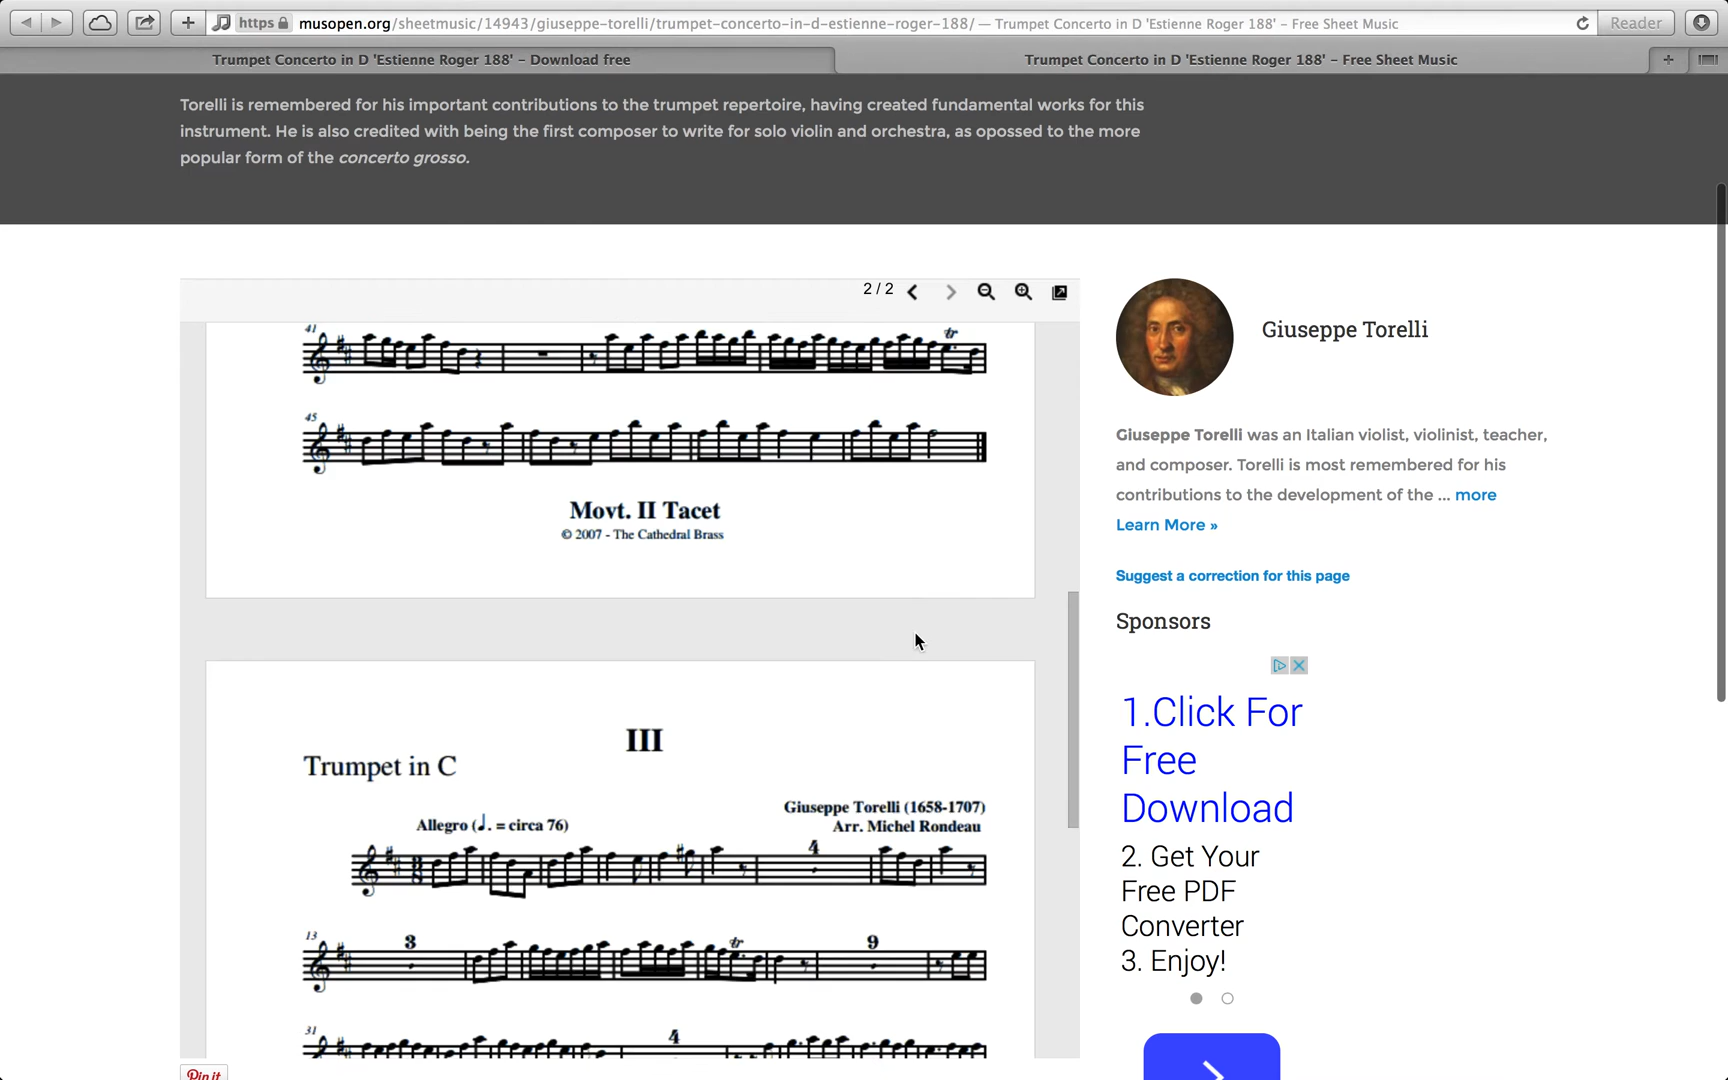 https musopen.org/sheetmusic/14943/giuseppe-torelli/trumpet-concerto-in-d-estienne-roger-188/ — Trumpet Concerto in D 'Estienne Roger 188' – Free Sheet Music
Reader
Trumpet Concerto in D 'Estienne Roger 188' – Download free
Trumpet Concerto in D 'Estienne Roger 188' – Free Sheet Music
Torelli is remembered for his important contributions to the trumpet repertoire, having created fundamental works for this
instrument. He is also credited with being the first composer to write for solo violin and orchestra, as opossed to the more
popular form of the concerto grosso.
2 / 2
41
tr
45
Movt. II Tacet
© 2007 - The Cathedral Brass
III
Trumpet in C
Giuseppe Torelli (1658-1707)
Allegro (♩. = circa 76)
Arr. Michel Rondeau
4
3
8
13
3
tr
9
31
4
Pin it
Giuseppe Torelli
Giuseppe Torelli was an Italian violist, violinist, teacher,
and composer. Torelli is most remembered for his
contributions to the development of the ... more
Learn More »
Suggest a correction for this page
Sponsors
1.Click For
Free
Download
2. Get Your
Free PDF
Converter
3. Enjoy!